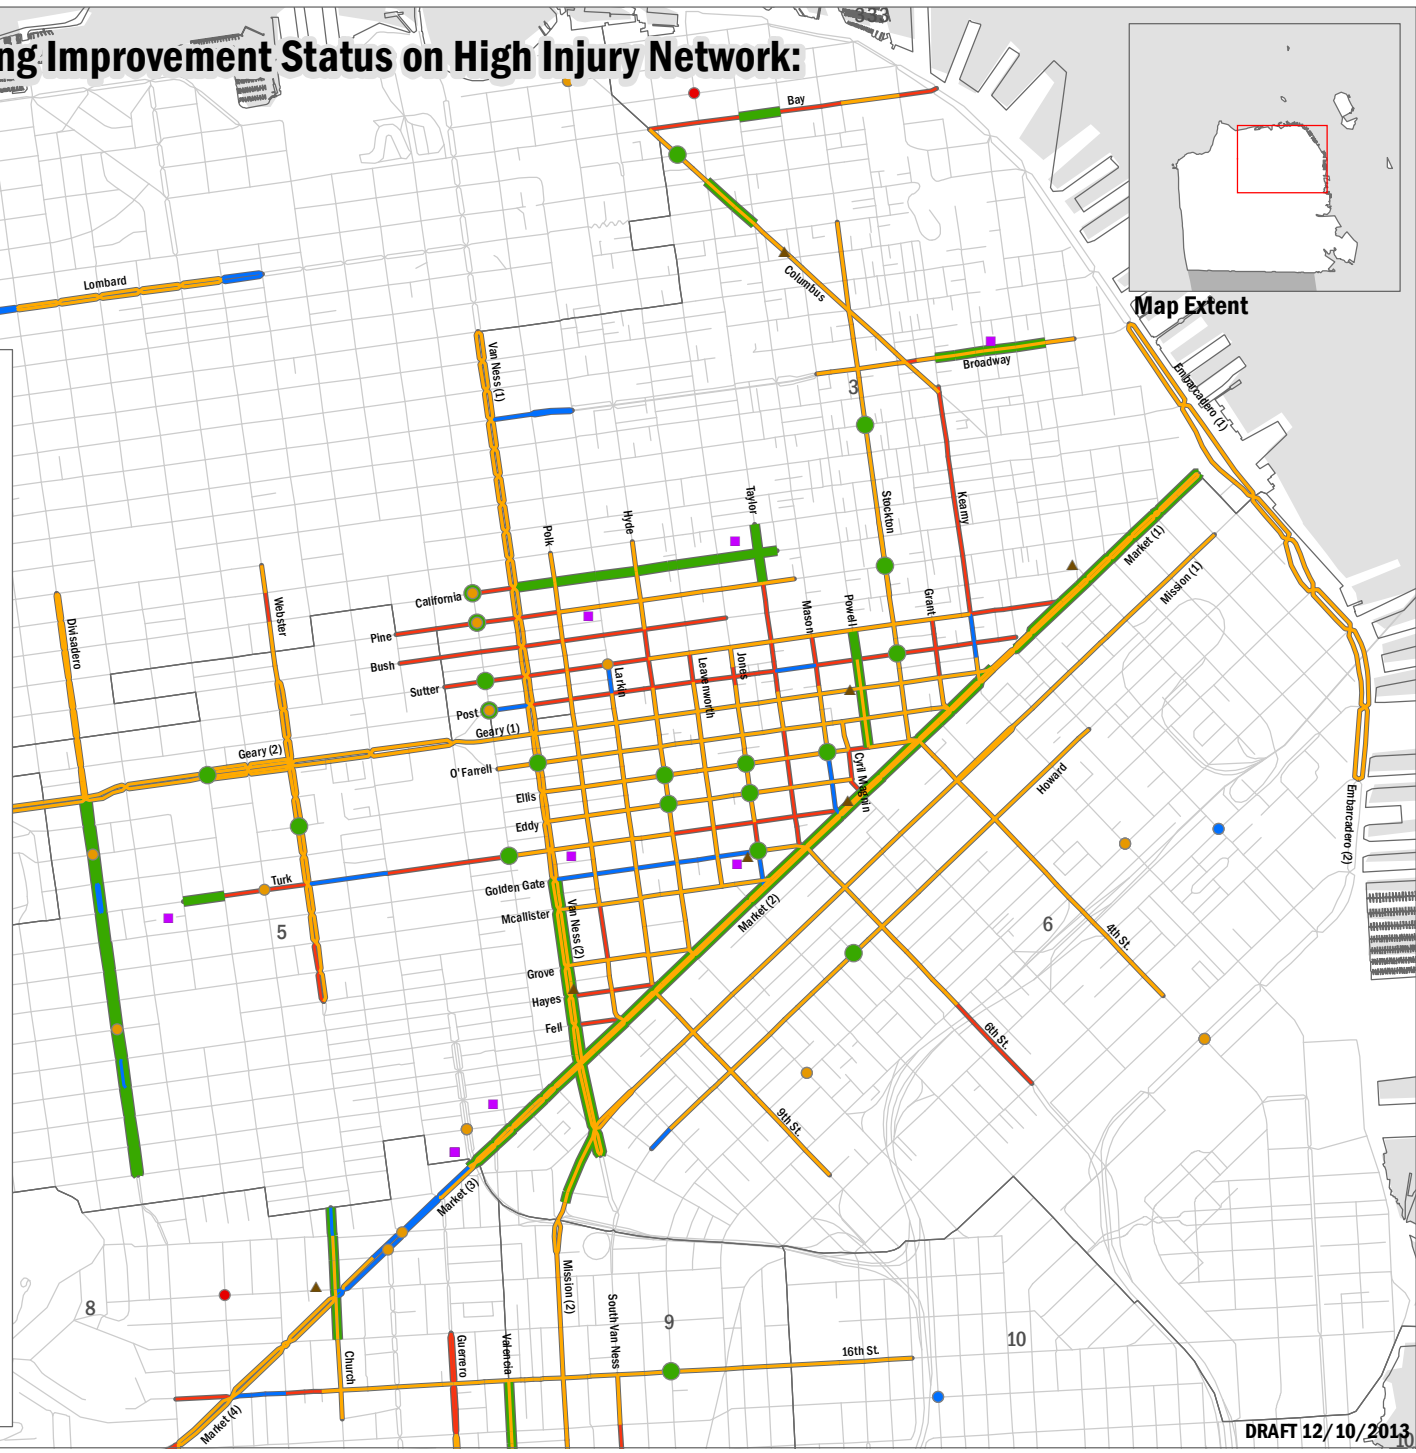 333
ng Improvement Status on High Injury Network:
Bay
Lombard
Columbus
Map Extent
Van Ness (1)
Broadway
3
Embarcadero (1)
Taylor
Stockton
Kearny
Polk
Hyde
Market (1)
Mission (1)
California
Webster
Divisadero
Pine
Mason
Powell
Grant
Bush
Jones
Leavenworth
Larkin
Sutter
Post
Geary (1)
Geary (2)
O'Farrell
Cyril Magnin
Howard
Ellis
Eddy
Embarcadero (2)
Turk
Golden Gate
Mcallister
Van Ness (2)
Market (2)
5
6
4th St.
Grove
Hayes
Fell
6th St.
9th St.
Market (3)
Mission (2)
South Van Ness
8
9
10
Church
Guerrero
Valencia
16th St.
Market (4)
DRAFT 12/10/2013
10